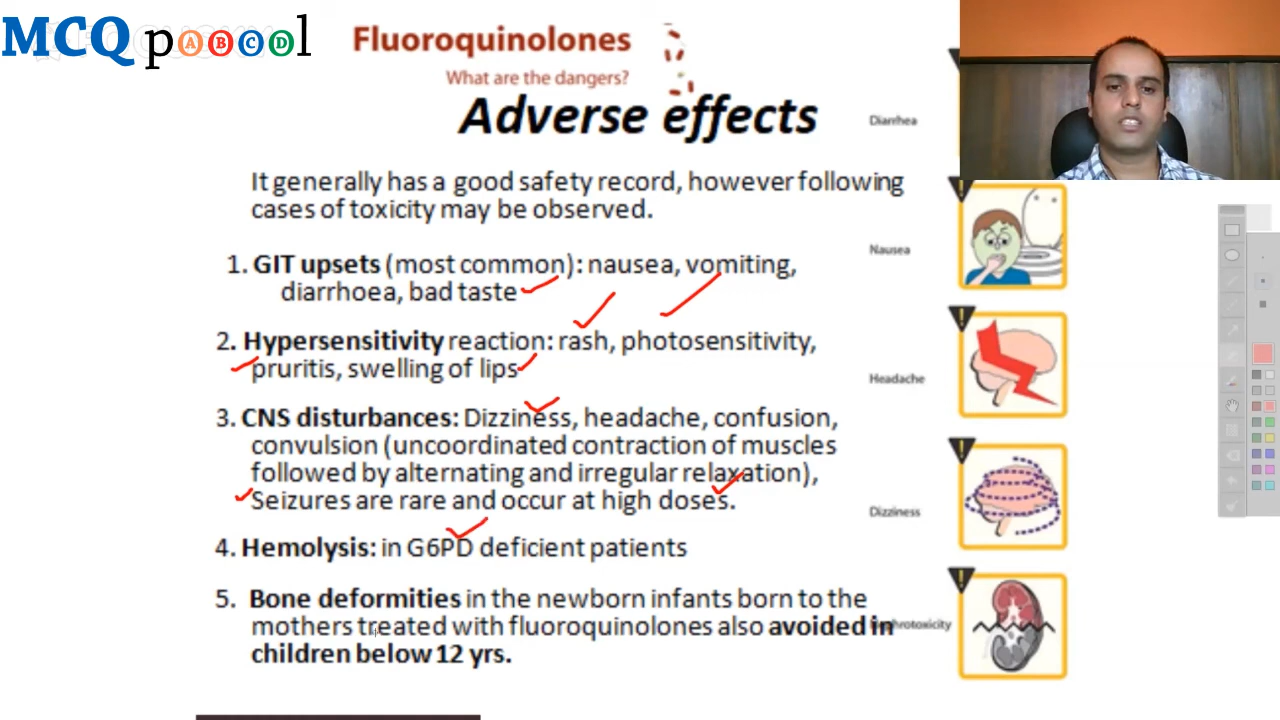 MCQ pABCDl
Fluoroquinolones
What are the dangers?
Adverse effects
Diarrhea
It generally has a good safety record, however following
cases of toxicity may be observed.
Nausea
1. GIT upsets (most common): nausea, vomiting,
diarrhoea, bad taste
2. Hypersensitivity reaction: rash, photosensitivity,
pruritis, swelling of lips
Headache
3. CNS disturbances: Dizziness, headache, confusion,
convulsion (uncoordinated contraction of muscles
followed by alternating and irregular relaxation),
Seizures are rare and occur at high doses.
Dizziness
4. Hemolysis: in G6PD deficient patients
5. Bone deformities in the newborn infants born to the
mothers treated with fluoroquinolones also avoided in
children below 12 yrs.